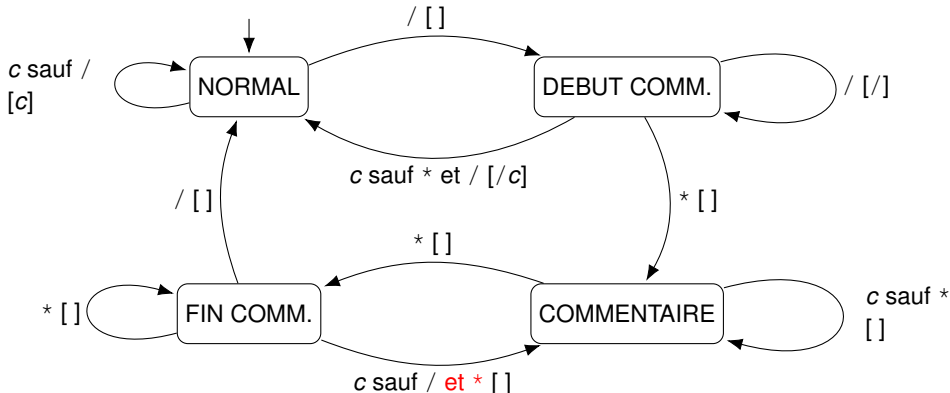 / [ ]
c sauf /
[c]
NORMAL
DEBUT COMM.
/ [/]
c sauf * et / [/c]
/ [ ]
* [ ]
* [ ]
* [ ]
FIN COMM.
COMMENTAIRE
c sauf *
[ ]
c sauf / et * [ ]